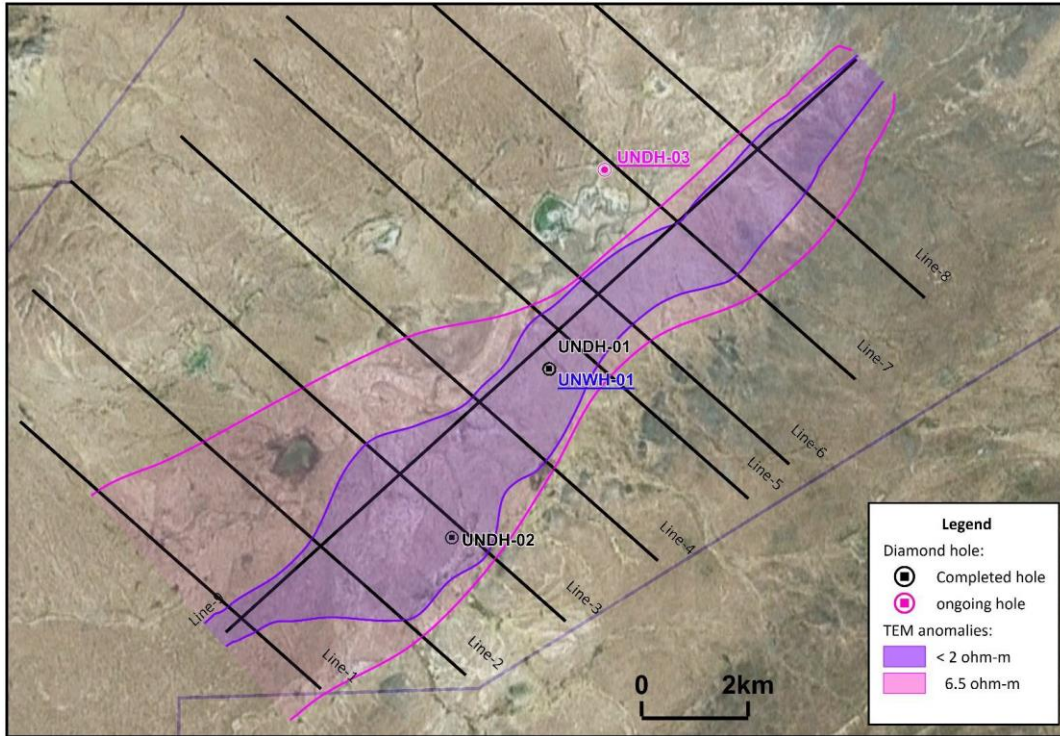 UNDH-03
Line-8
UNDH-01
UNWH-01
Line-7
Line-6
Line-5
Line-4
UNDH-02
Line-3
Line-2
Line-
Line-1
0 2km
Legend
Diamond hole:
Completed hole
ongoing hole
TEM anomalies:
< 2 ohm-m
6.5 ohm-m